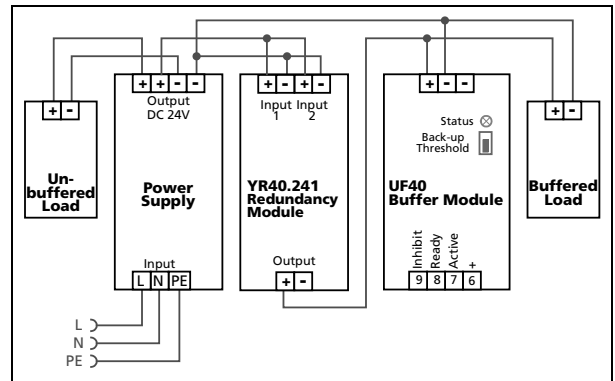 + -
+ + - -
+ - + -
+ - -
+ -
Output
DC 24V
Input Input
1 2
Status
Back-up
Threshold
Un-
buffered
Load
Power
Supply
YR40.241
Redundancy
Module
UF40
Buffer Module
Buffered
Load
Input
L N PE
Output
+ -
Inhibit
Ready
Active
+
9 8 7 6
L
N
PE